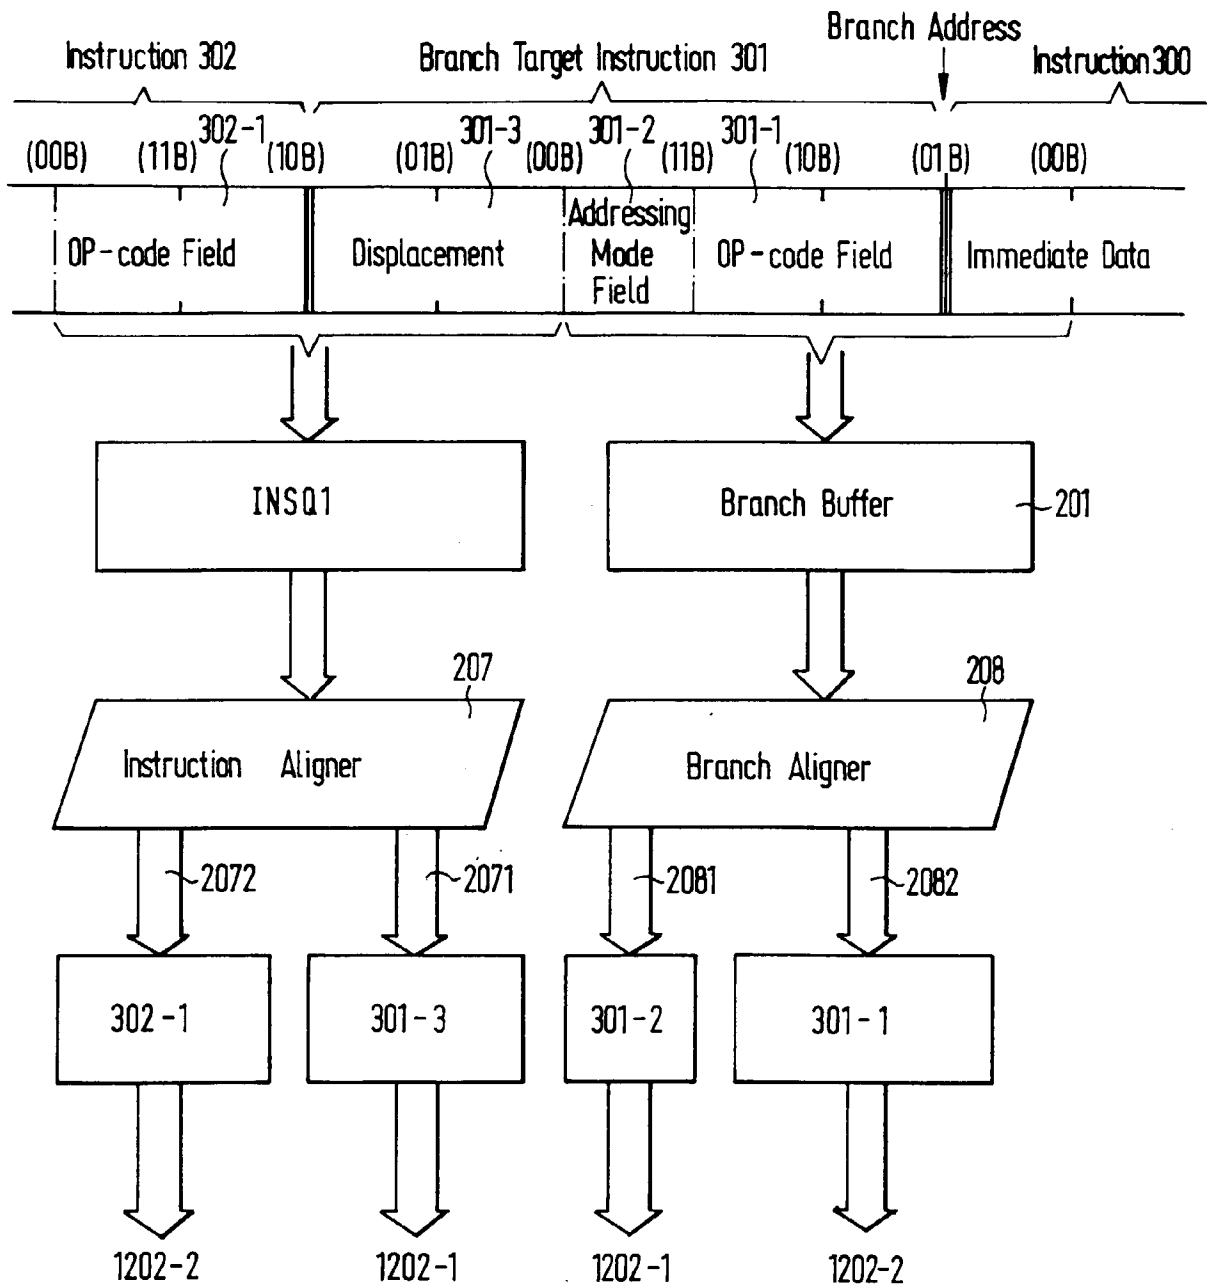 Branch Address
Instruction 302
Branch Target Instruction 301
Instruction 300
302-1
301-3
301-2
301-1
(00B) (11B) (10B) (01B) (00B) (11B) (10B) (01B) (00B)
OP-code Field
Displacement
Addressing
Mode
Field
OP-code Field
Immediate Data
INSQ1
Branch Buffer
201
207
208
Instruction Aligner
Branch Aligner
2072
2071
2081
2082
302-1
301-3
301-2
301-1
1202-2
1202-1
1202-1
1202-2